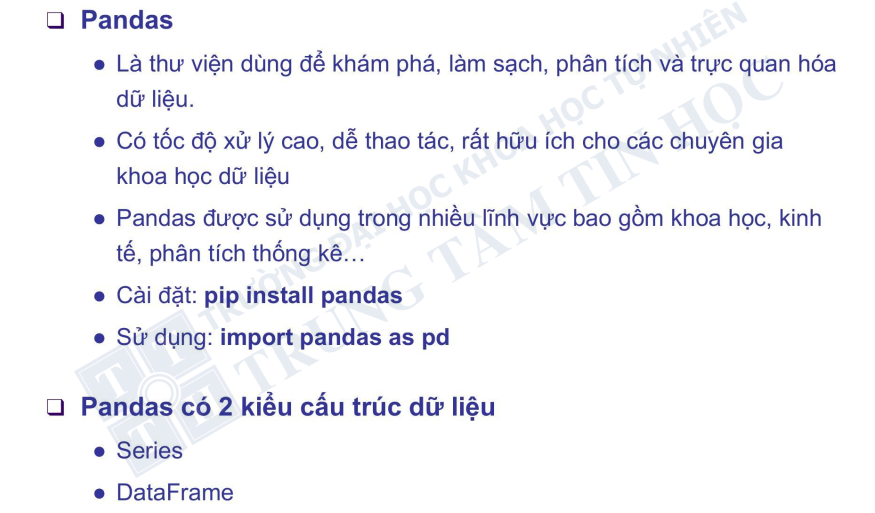 ❑ Pandas
● Là thư viện dùng để khám phá, làm sạch, phân tích và trực quan hóa
dữ liệu.
● Có tốc độ xử lý cao, dễ thao tác, rất hữu ích cho các chuyên gia
khoa học dữ liệu
● Pandas được sử dụng trong nhiều lĩnh vực bao gồm khoa học, kinh
tế, phân tích thống kê…
● Cài đặt: pip install pandas
● Sử dụng: import pandas as pd
❑ Pandas có 2 kiểu cấu trúc dữ liệu
● Series
● DataFrame
TRƯỜNG ĐẠI HỌC KHOA HỌC TỰ NHIÊN
TRUNG TÂM TIN HỌC